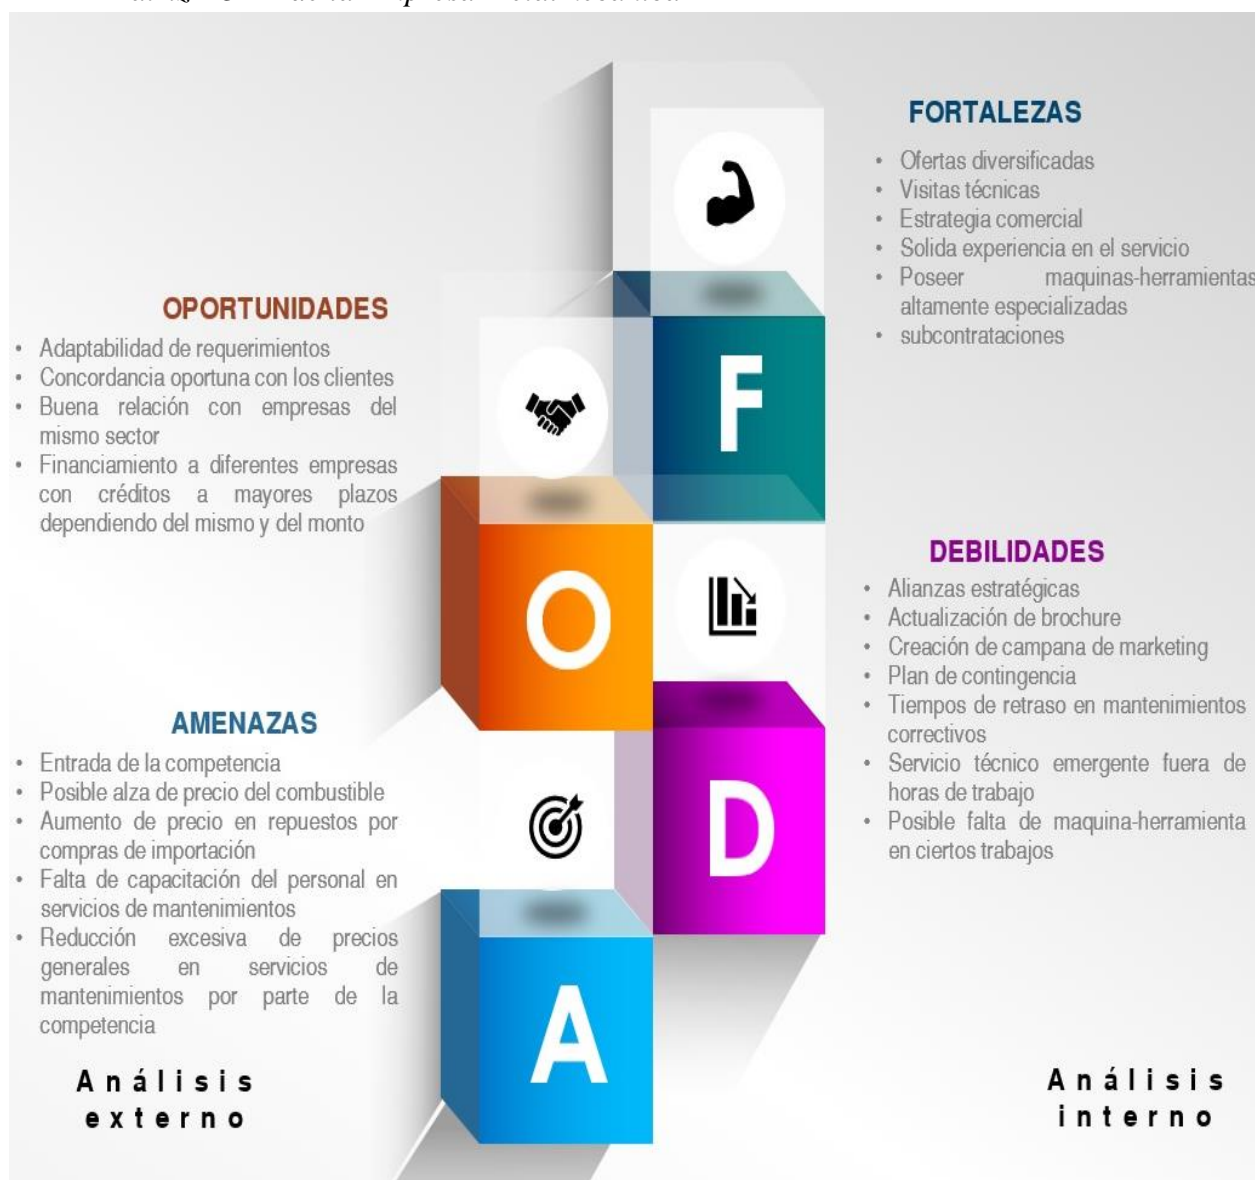 FORTALEZAS
• Ofertas diversificadas
• Visitas técnicas
• Estrategia comercial
• Solida experiencia en el servicio
• Poseer maquinas-herramientas
altamente especializadas
• subcontrataciones
OPORTUNIDADES
• Adaptabilidad de requerimientos
• Concordancia oportuna con los clientes
• Buena relación con empresas del
mismo sector
• Financiamiento a diferentes empresas
con créditos a mayores plazos
dependiendo del mismo y del monto
F
O
DEBILIDADES
• Alianzas estratégicas
• Actualización de brochure
• Creación de campana de marketing
• Plan de contingencia
• Tiempos de retraso en mantenimientos
correctivos
• Servicio técnico emergente fuera de
horas de trabajo
• Posible falta de maquina-herramienta
en ciertos trabajos
AMENAZAS
• Entrada de la competencia
• Posible alza de precio del combustible
• Aumento de precio en repuestos por
compras de importación
• Falta de capacitación del personal en
servicios de mantenimientos
• Reducción excesiva de precios
generales en servicios de
mantenimientos por parte de la
competencia
D
A
Análisis
externo
Análisis
interno